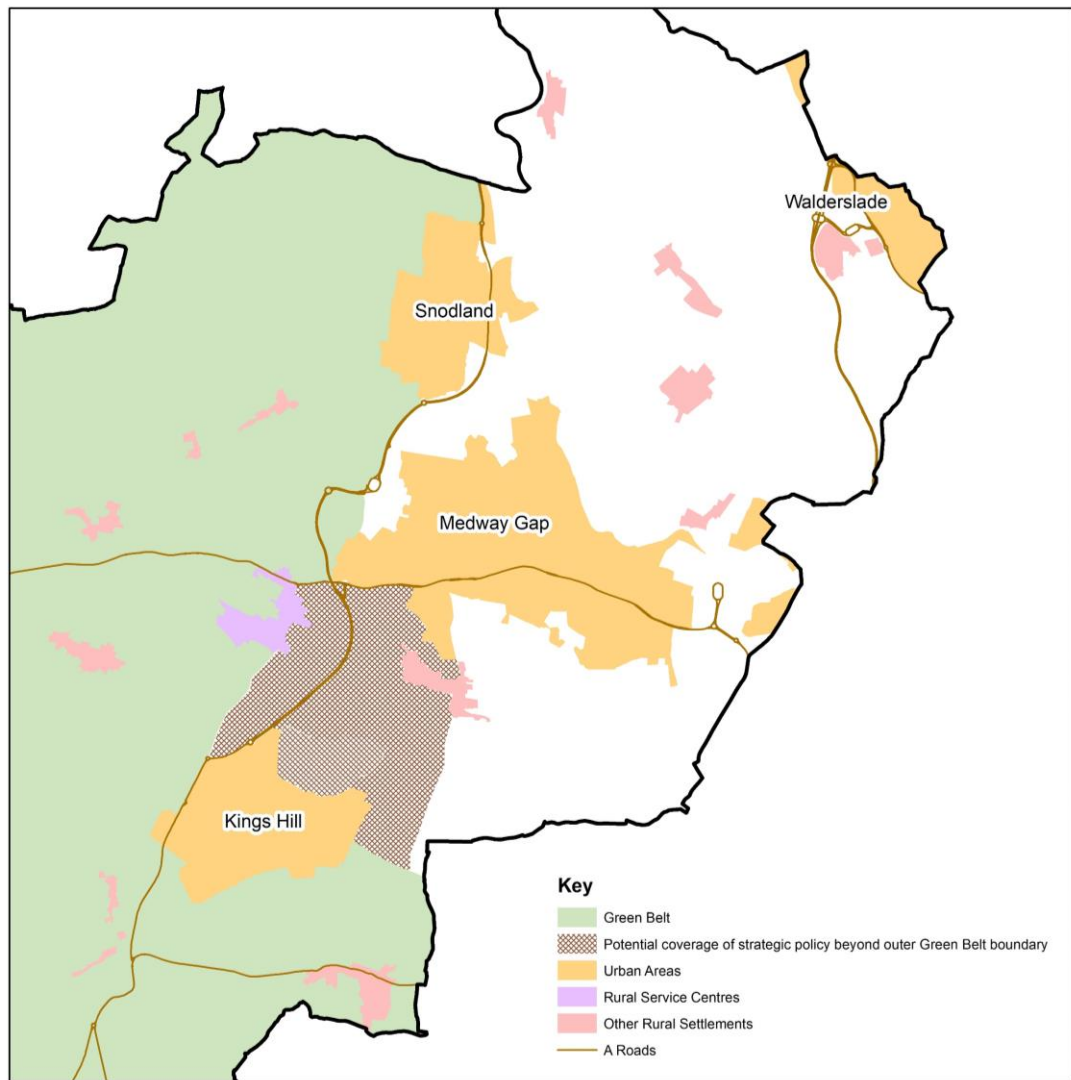 Walderslade
Snodland
Medway Gap
Kings Hill
Key
Green Belt
Potential coverage of strategic policy beyond outer Green Belt boundary
Urban Areas
Rural Service Centres
Other Rural Settlements
A Roads